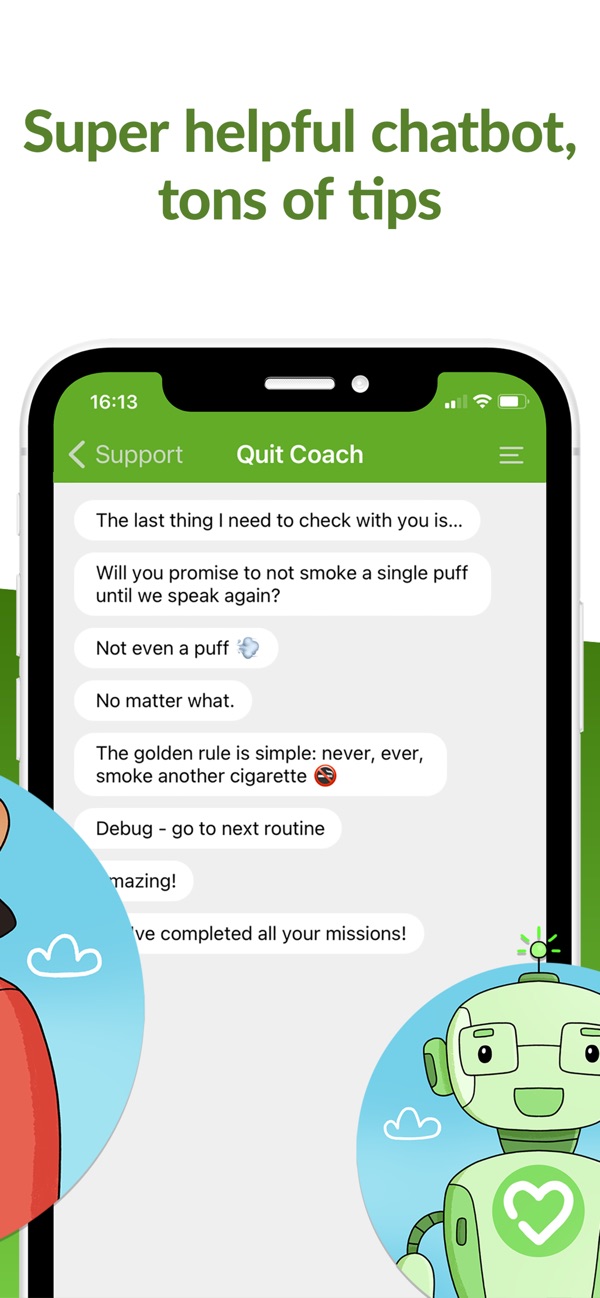 Super helpful chatbot,
tons of tips
16:13
Support
Quit Coach
The last thing I need to check with you is...
Will you promise to not smoke a single puff
until we speak again?
Not even a puff 💨
No matter what.
The golden rule is simple: never, ever,
smoke another cigarette 🚭
Debug - go to next routine
mazing!
've completed all your missions!